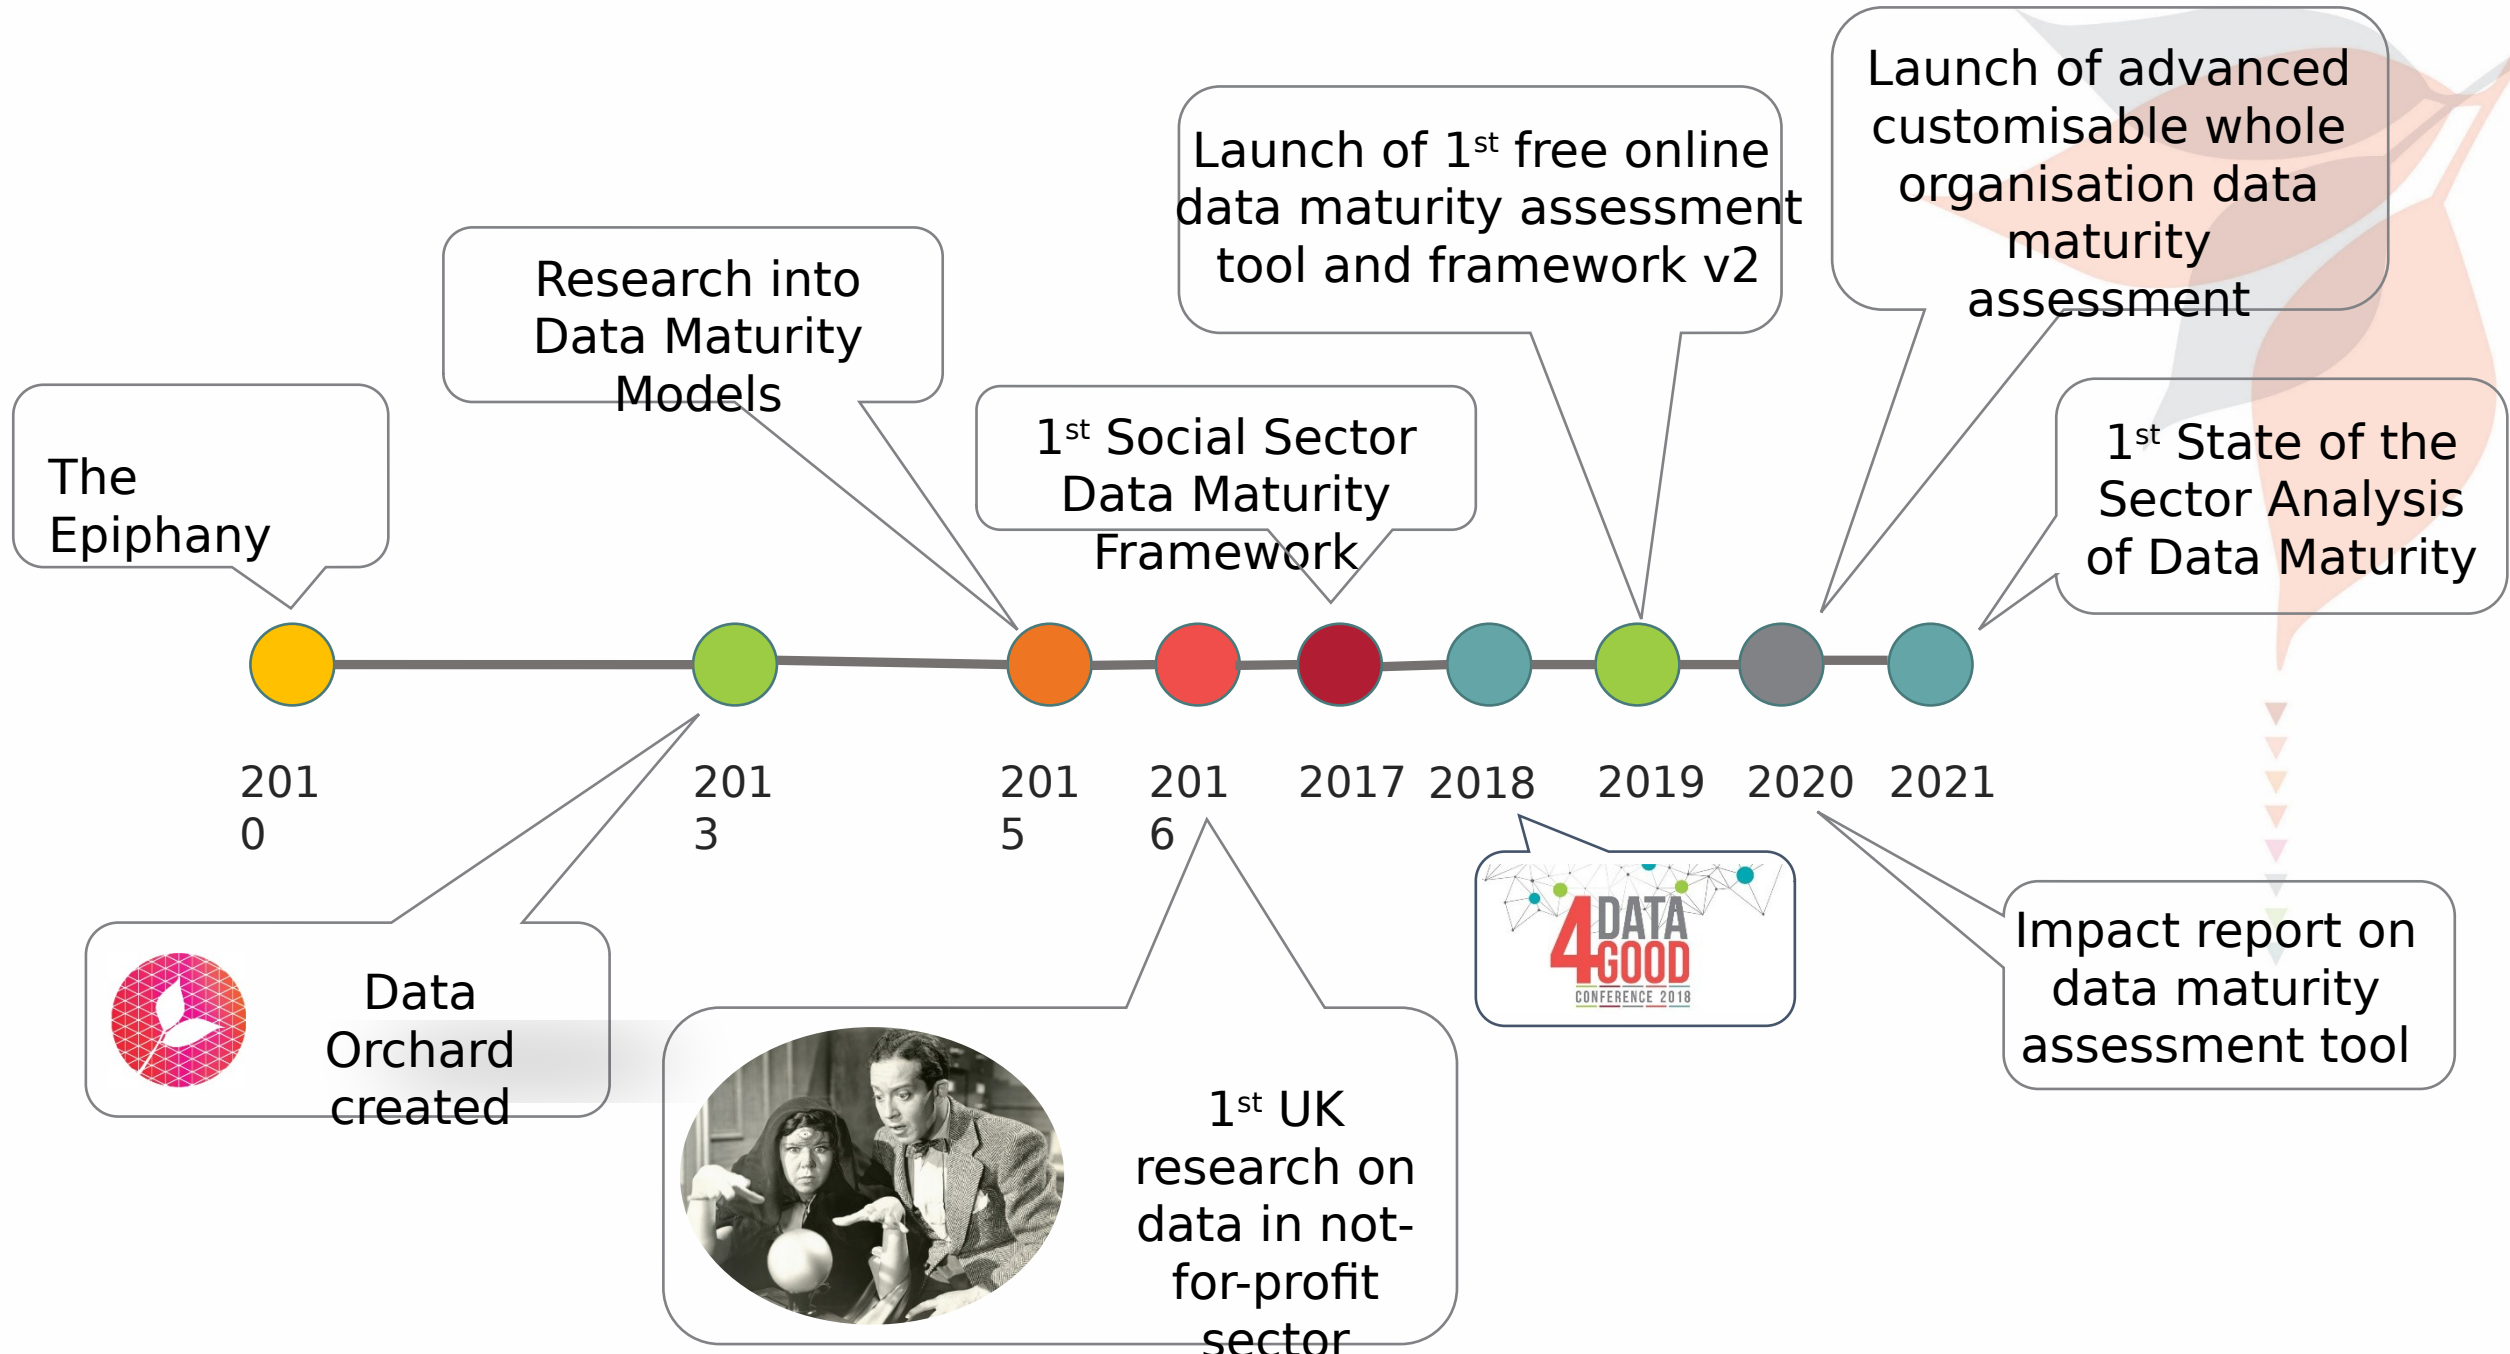 Launch of advanced
customisable whole
organisation data
maturity
assessment
Launch of 1st free online
data maturity assessment
tool and framework v2
Research into
Data Maturity
Models
1st Social Sector
Data Maturity
Framework
The
Epiphany
1st State of the
Sector Analysis
of Data Maturity
201
0
201
3
201
5
201
6
2017
2018
2019
2020
2021
Data
Orchard
created
1st UK
research on
data in not-
for-profit
sector
4 DATA
GOOD
CONFERENCE 2018
Impact report on
data maturity
assessment tool